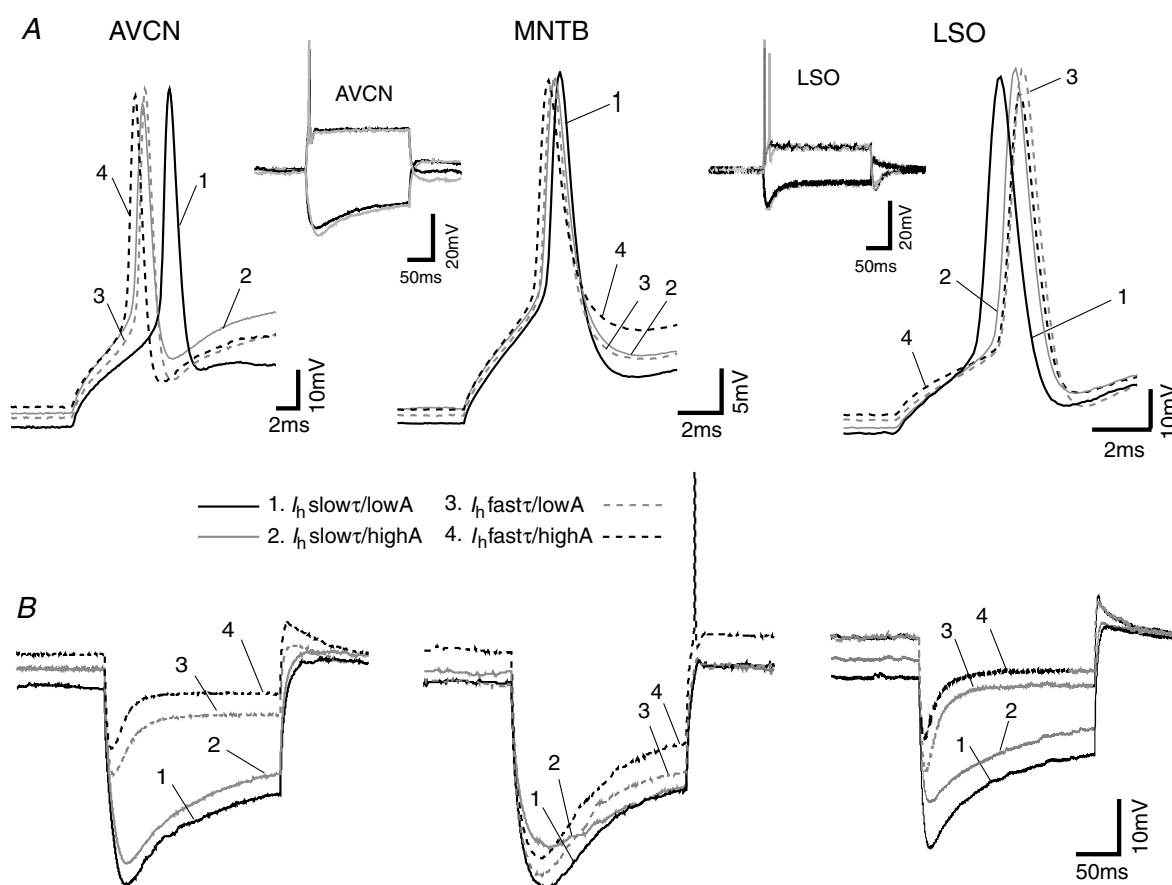 A
AVCN
MNTB
LSO
AVCN
LSO
4
1
2
3
1
4
3
2
3
2
4
1
50ms
20mV
50ms
20mV
2ms
10mV
2ms
5mV
2ms
10mV
1. Ih slowτ/lowA
3. Ih fastτ/lowA
2. Ih slowτ/highA
4. Ih fastτ/highA
B
4
3
2
1
4
3
2
1
4
3
2
1
50ms
10mV